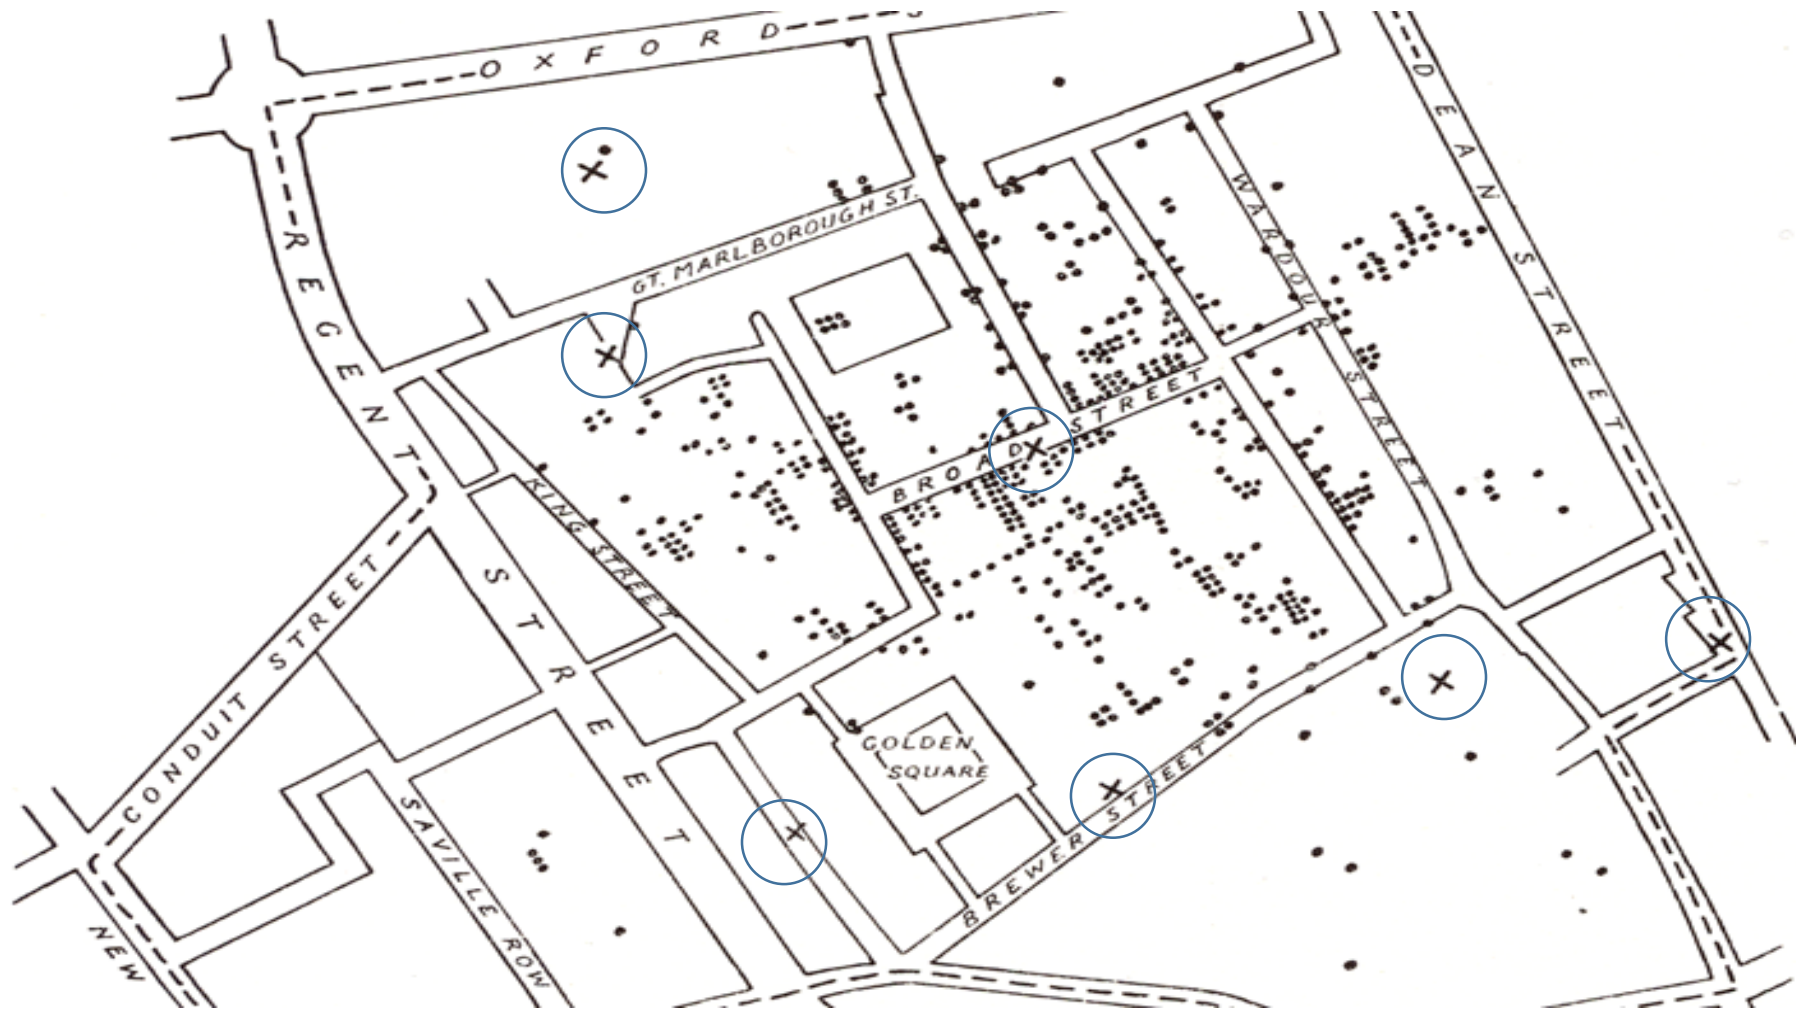 OXFORD
REGENT
STREET
GT. MARLBOROUGH ST.
DEAN STREET
WARDOUR
STREET
BROAD STREET
KING STREET
CONDUIT STREET
GOLDEN
SQUARE
BREWER STREET
SAVILLE ROW
NEW